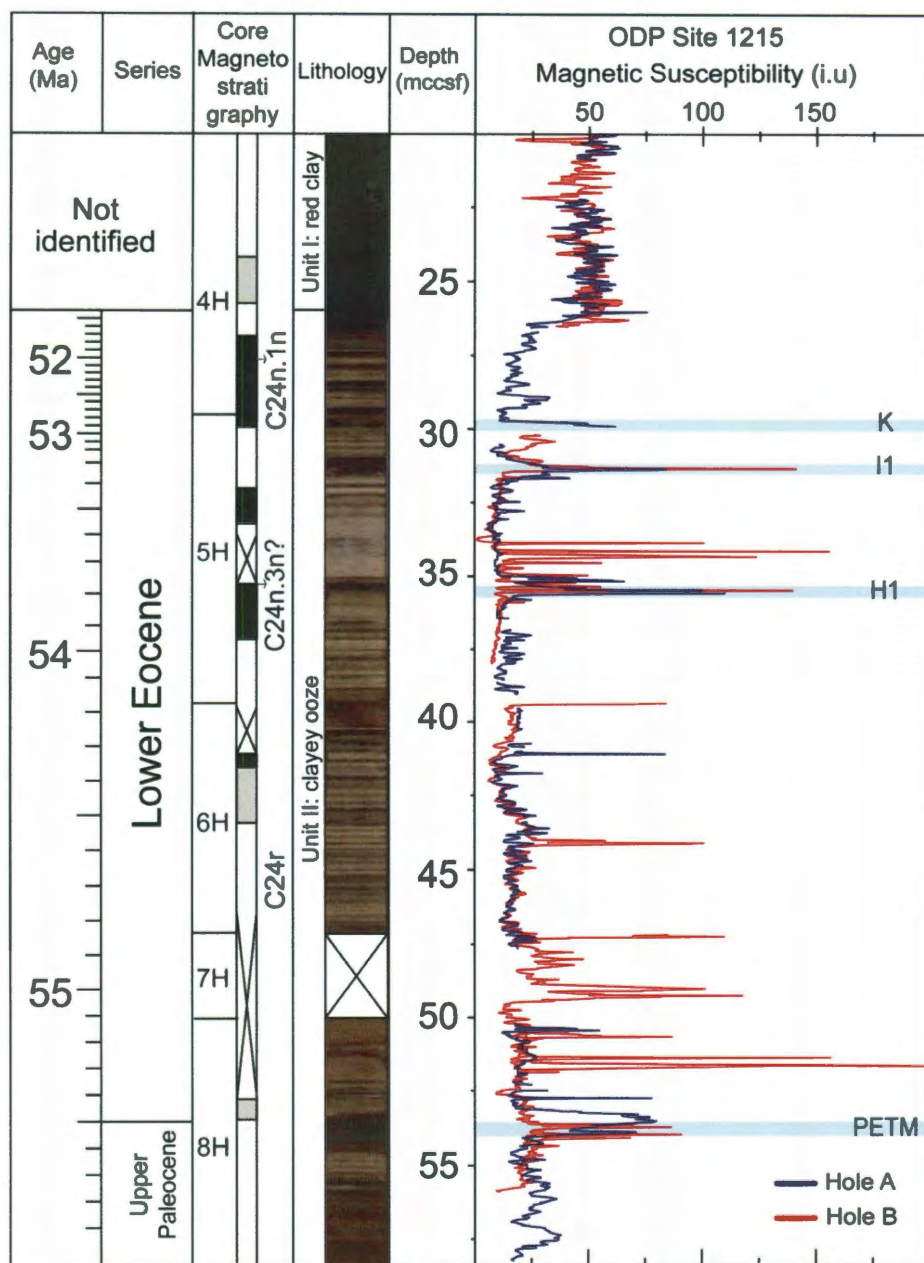 Age
(Ma)
Series
Core
Magneto
strati
graphy
Lithology
Depth
(mccsf)
ODP Site 1215
Magnetic Susceptibility (i.u)
50
100
150
Not
identified
4H
Unit I: red clay
25
52
C24n.1n
53
30
K
I1
5H
C24n.3n?
35
H1
54
Lower Eocene
Unit II: clayey ooze
40
6H
C24r
45
7H
55
50
PETM
8H
Upper
Paleocene
55
Hole A
Hole B